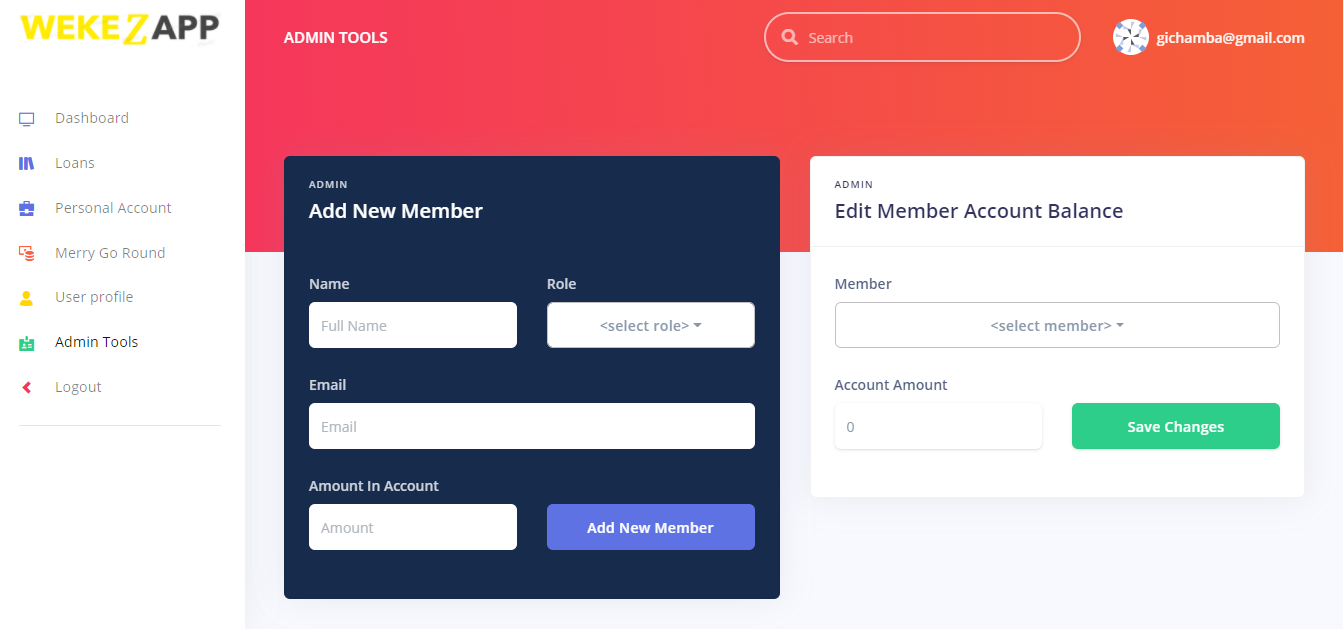 WEKEZAPP
ADMIN TOOLS
Search
gichamba@gmail.com
Dashboard
Loans
Personal Account
Merry Go Round
User profile
Admin Tools
Logout
ADMIN
Add New Member
Name
Role
Full Name
<select role>
Email
Email
Amount In Account
Amount
Add New Member
ADMIN
Edit Member Account Balance
Member
<select member>
Account Amount
0
Save Changes